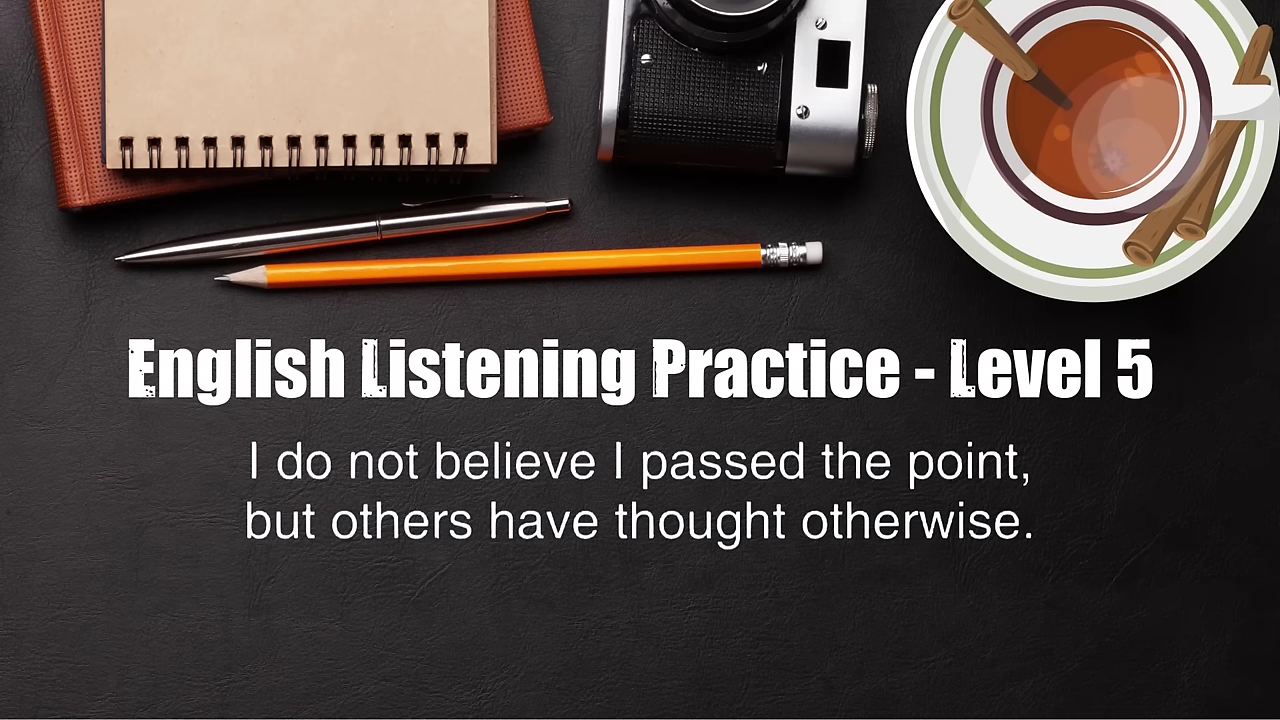 English Listening Practice - Level 5
I do not believe I passed the point,
but others have thought otherwise.